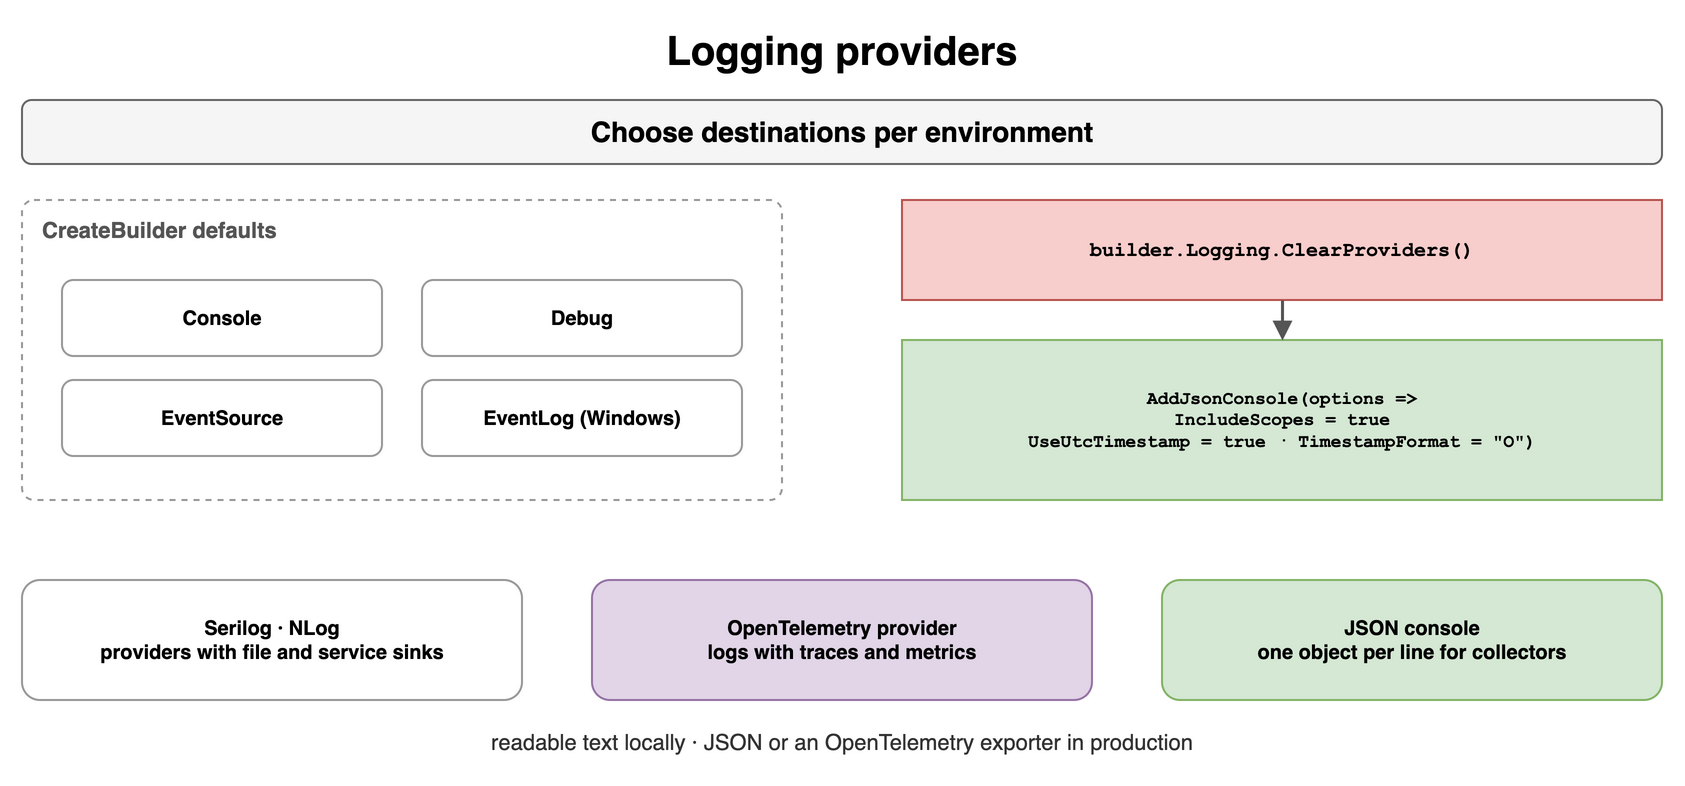 Logging providers
Choose destinations per environment
CreateBuilder defaults
Console
Debug
EventSource
EventLog (Windows)
builder.Logging.ClearProviders()
AddJsonConsole(options =>
IncludeScopes = true
UseUtcTimestamp = true · TimestampFormat = "O")
Serilog · NLog
providers with file and service sinks
OpenTelemetry provider
logs with traces and metrics
JSON console
one object per line for collectors
readable text locally · JSON or an OpenTelemetry exporter in production